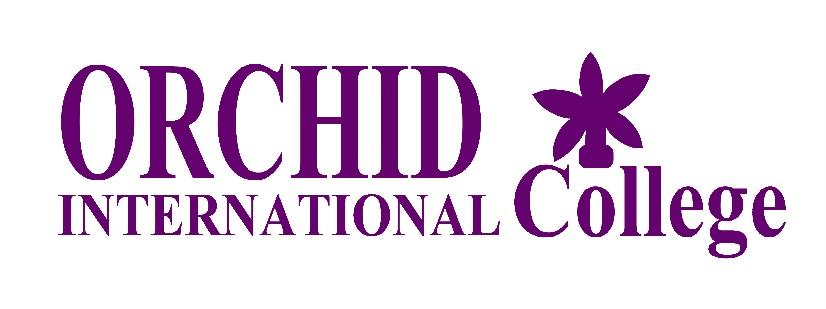 ORCHID
INTERNATIONAL College